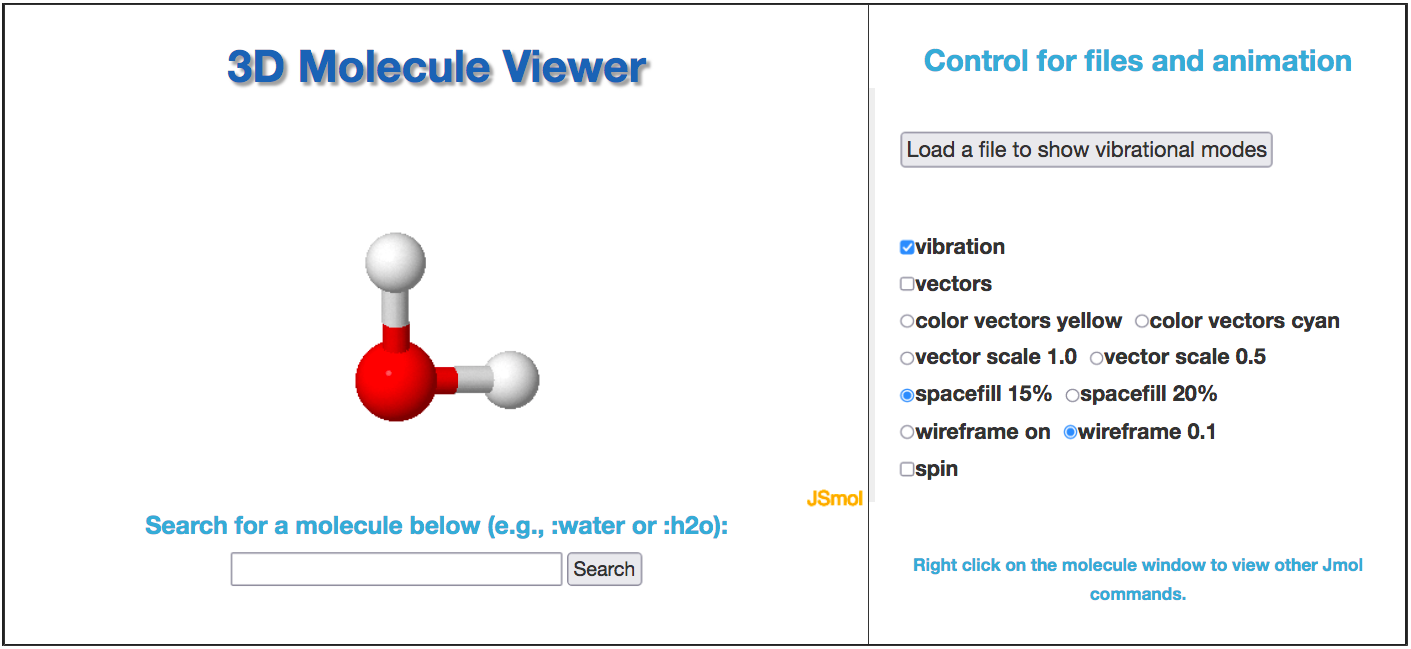 3D Molecule Viewer
JSmol
Search for a molecule below (e.g., :water or :h2o):
Search
Control for files and animation
Load a file to show vibrational modes
vibration
vectors
color vectors yellow color vectors cyan
vector scale 1.0 vector scale 0.5
spacefill 15% spacefill 20%
wireframe on wireframe 0.1
spin
Right click on the molecule window to view other Jmol
commands.